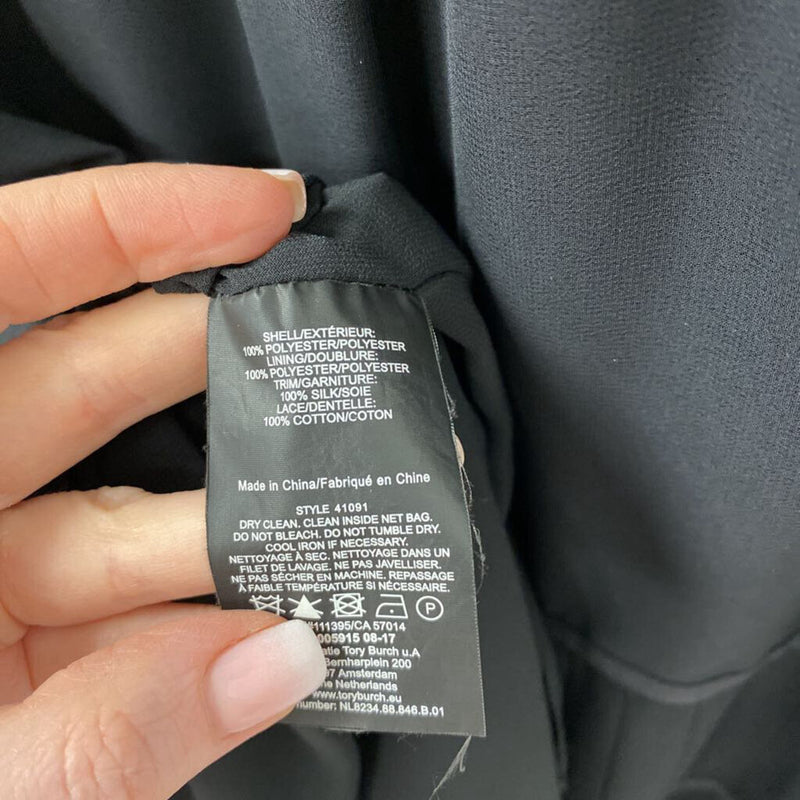 SHELL/EXTÉRIEUR:
100% POLYESTER/POLYESTER
LINING/DOUBLURE:
100% POLYESTER/POLYESTER
TRIM/GARNITURE:
100% SILK/SOIE
LACE/DENTELLE:
100% COTTON/COTON
Made in China/Fabriqué en Chine
STYLE 41091
DRY CLEAN. CLEAN INSIDE NET BAG.
DO NOT BLEACH. DO NOT TUMBLE DRY.
COOL IRON IF NEEDED.
NETTOYAGE À SEC. NETTOYAGE DANS UN
FILET DE LAVAGE. NE PAS JAVELLISER.
NE PAS SÉCHER EN MACHINE. REPASSAGE
À FAIBLE TEMPÉRATURE SI NÉCESSAIRE.
P
#111395/CA 57014
005915 08-17
Tory Burch u.A
Bernharplein 200
Amsterdam
Netherlands
www.toryburch.eu
number: NL8234.88.846.B.01